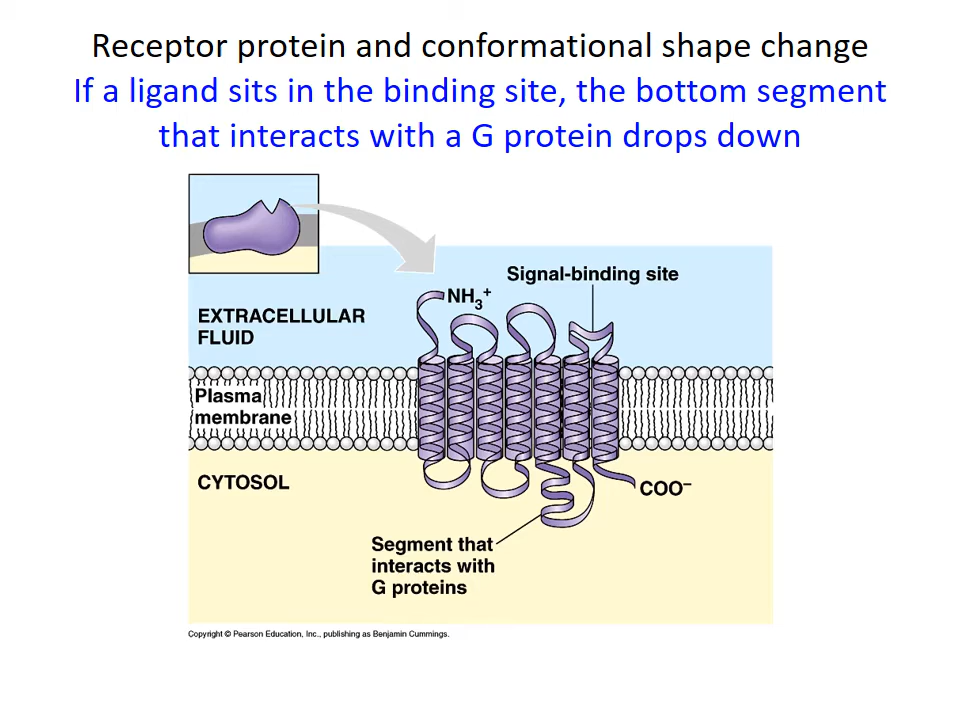 Receptor protein and conformational shape change
If a ligand sits in the binding site, the bottom segment
that interacts with a G protein drops down
Signal-binding site
NH₃⁺
EXTRACELLULAR
FLUID
Plasma
membrane
CYTOSOL
COO⁻
Segment that
interacts with
G proteins
Copyright © Pearson Education, Inc., publishing as Benjamin Cummings.